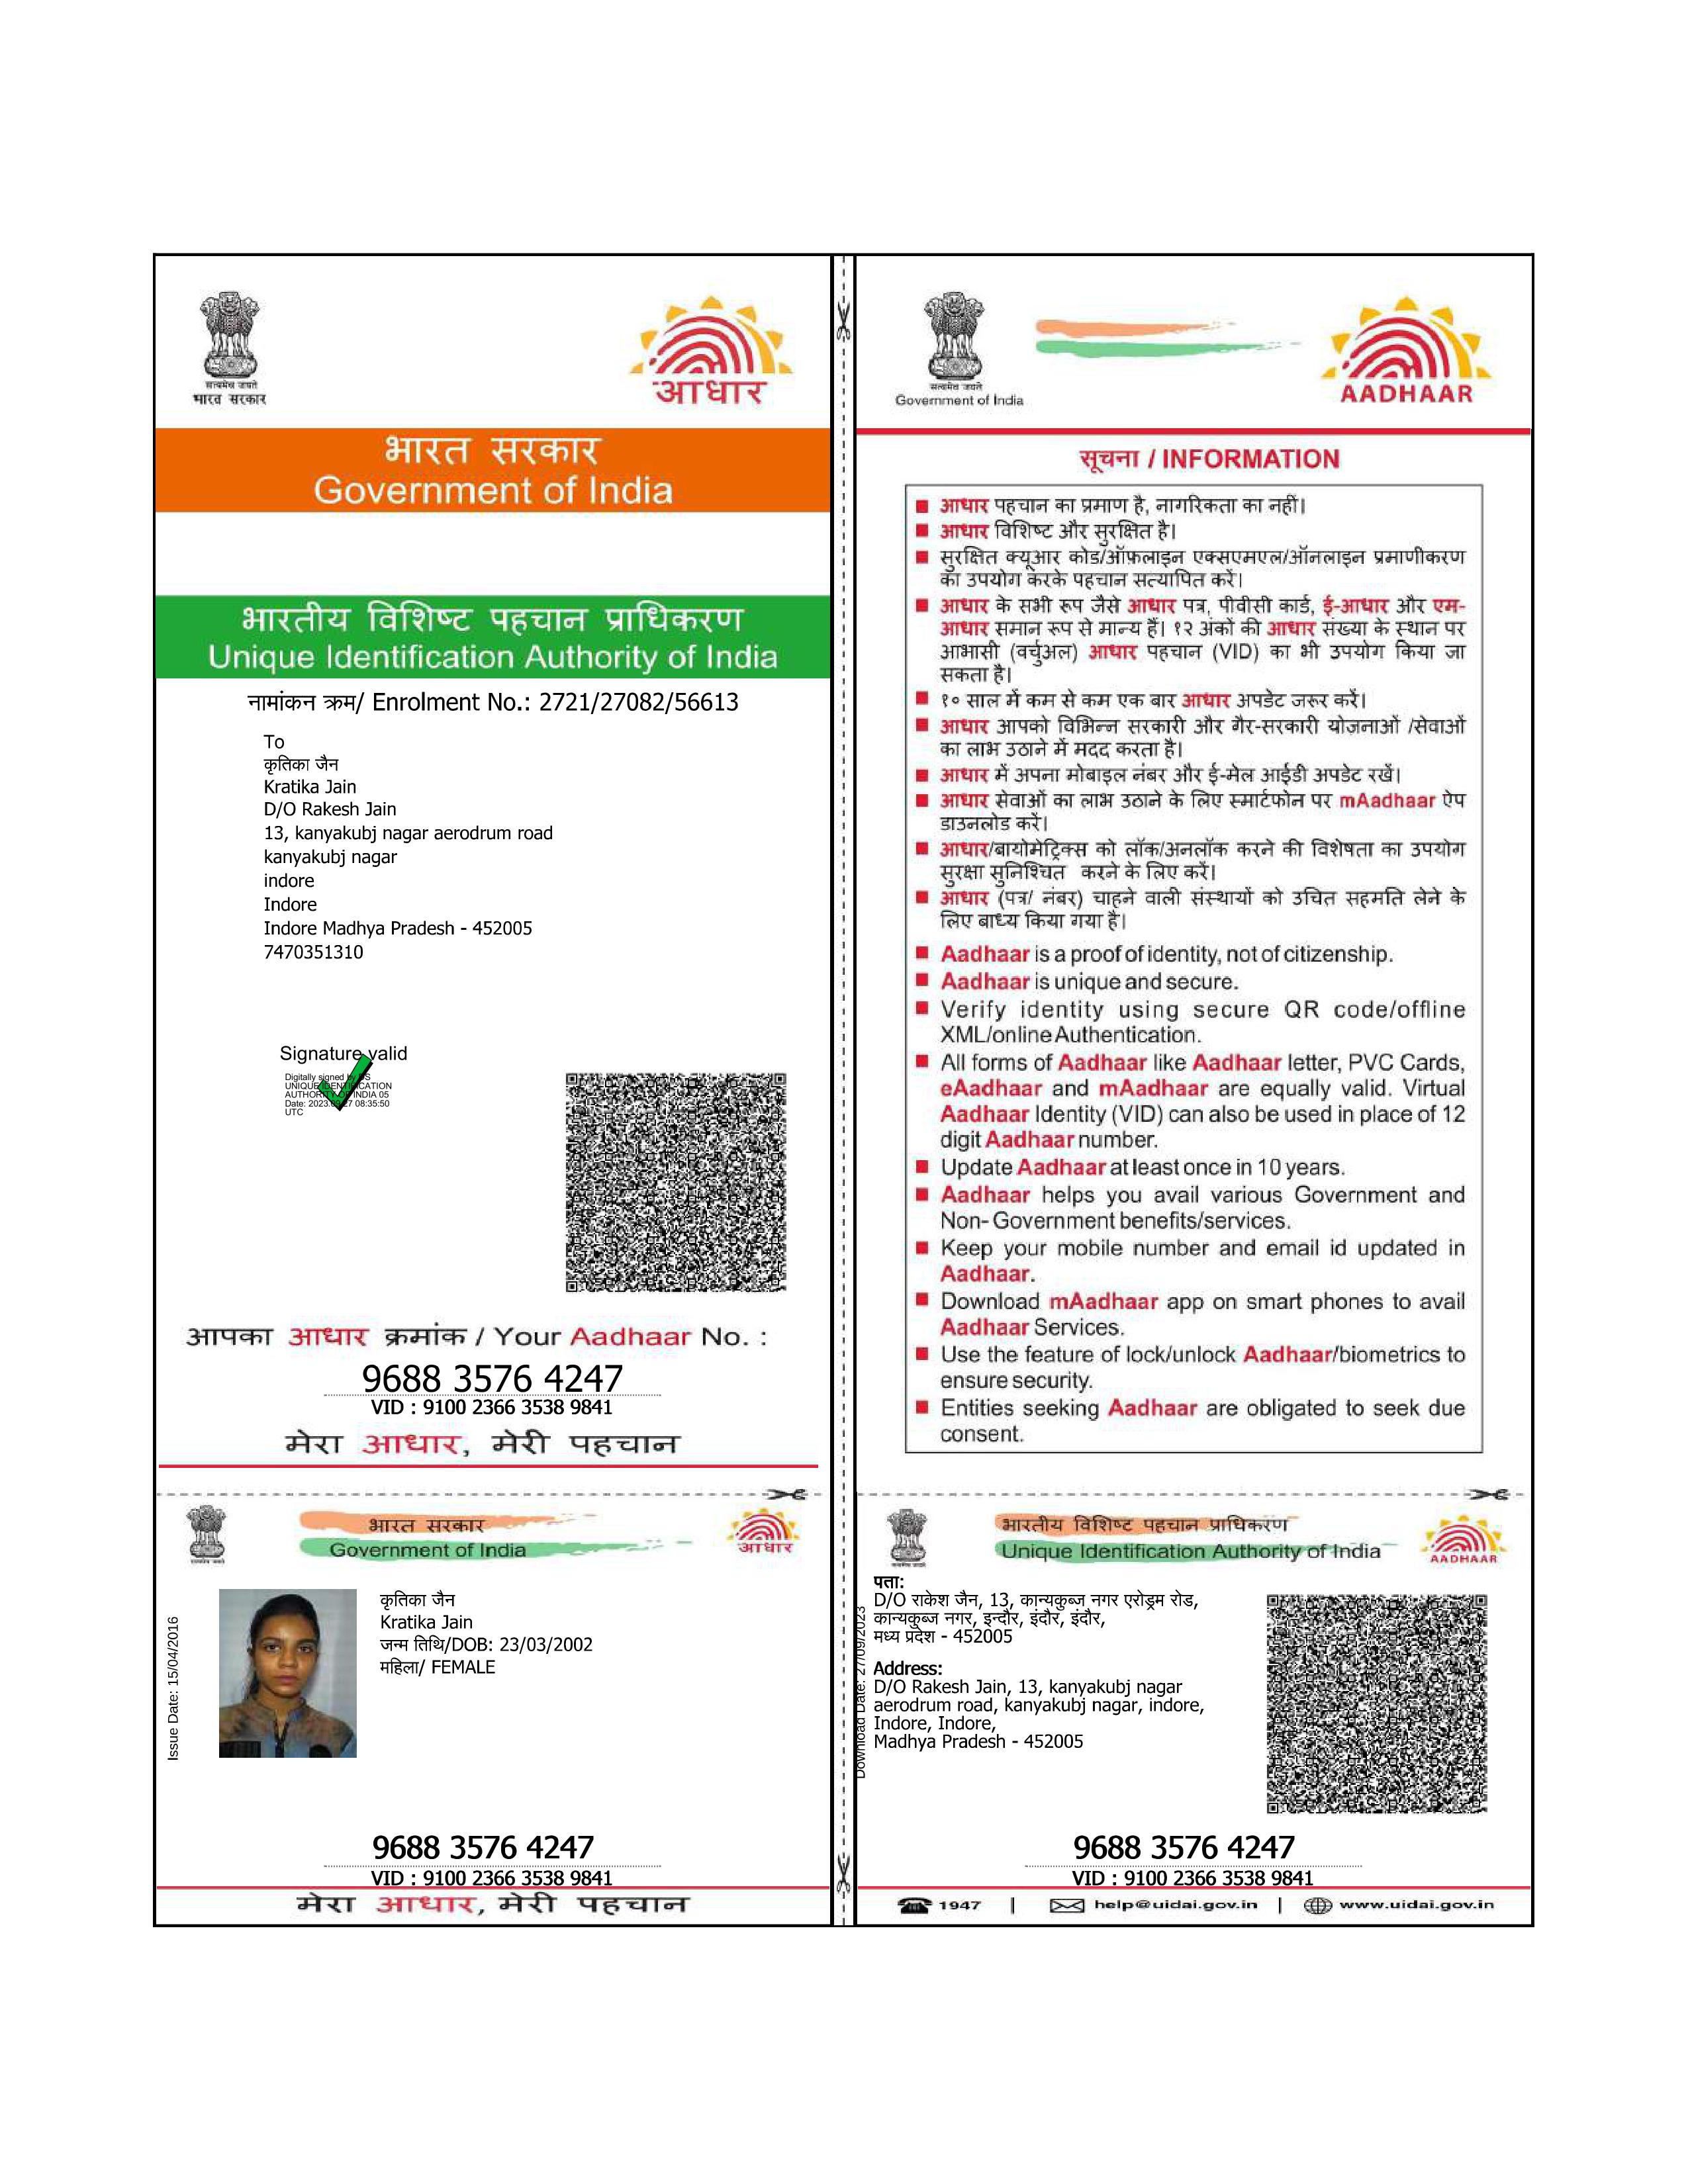 सत्यमेव जयते
भारत सरकार
आधार
भारत सरकार
Government of India
भारतीय विशिष्ट पहचान प्राधिकरण
Unique Identification Authority of India
नामांकन क्रम/ Enrolment No.: 2721/27082/56613
To
कृतिका जैन
Kratika Jain
D/O Rakesh Jain
13, kanyakubj nagar aerodrum road
kanyakubj nagar
indore
Indore
Indore Madhya Pradesh - 452005
7470351310
Signature valid
Digitally signed by DS
UNIQUE IDENTIFICATION
AUTHORITY OF INDIA 05
Date: 2023.09.27 08:35:50
UTC
आपका आधार क्रमांक / Your Aadhaar No. :
9688 3576 4247
VID : 9100 2366 3538 9841
मेरा आधार, मेरी पहचान
भारत सरकार
Government of India
आधार
Issue Date: 15/04/2016
कृतिका जैन
Kratika Jain
जन्म तिथि/DOB: 23/03/2002
महिला/ FEMALE
9688 3576 4247
VID : 9100 2366 3538 9841
मेरा आधार, मेरी पहचान
सत्यमेव जयते
Government of India
AADHAAR
सूचना / INFORMATION
आधार पहचान का प्रमाण है, नागरिकता का नहीं।
आधार विशिष्ट और सुरक्षित है।
सुरक्षित क्यूआर कोड/ऑफ़लाइन एक्सएमएल/ऑनलाइन प्रमाणीकरण
का उपयोग करके पहचान सत्यापित करें।
आधार के सभी रूप जैसे आधार पत्र, पीवीसी कार्ड, ई-आधार और एम-
आधार समान रूप से मान्य हैं। १२ अंकों की आधार संख्या के स्थान पर
आभासी (वर्चुअल) आधार पहचान (VID) का भी उपयोग किया जा
सकता है।
१० साल में कम से कम एक बार आधार अपडेट जरूर करें।
आधार आपको विभिन्न सरकारी और गैर-सरकारी योजनाओं /सेवाओं
का लाभ उठाने में मदद करता है।
आधार में अपना मोबाइल नंबर और ई-मेल आईडी अपडेट रखें।
आधार सेवाओं का लाभ उठाने के लिए स्मार्टफोन पर mAadhaar ऐप
डाउनलोड करें।
आधार/बायोमेट्रिक्स को लॉक/अनलॉक करने की विशेषता का उपयोग
सुरक्षा सुनिश्चित करने के लिए करें।
आधार (पत्र/ नंबर) चाहने वाली संस्थायों को उचित सहमति लेने के
लिए बाध्य किया गया है।
Aadhaar is a proof of identity, not of citizenship.
Aadhaar is unique and secure.
Verify identity using secure QR code/offline
XML/online Authentication.
All forms of Aadhaar like Aadhaar letter, PVC Cards,
eAadhaar and mAadhaar are equally valid. Virtual
Aadhaar Identity (VID) can also be used in place of 12
digit Aadhaar number.
Update Aadhaar at least once in 10 years.
Aadhaar helps you avail various Government and
Non- Government benefits/services.
Keep your mobile number and email id updated in
Aadhaar.
Download mAadhaar app on smart phones to avail
Aadhaar Services.
Use the feature of lock/unlock Aadhaar/biometrics to
ensure security.
Entities seeking Aadhaar are obligated to seek due
consent.
भारतीय विशिष्ट पहचान प्राधिकरण
Unique Identification Authority of India
AADHAAR
Download Date: 27/09/2023
पता:
D/O राकेश जैन, 13, कान्यकुब्ज नगर एरोड्रम रोड,
कान्यकुब्ज नगर, इन्दौर, इंदौर, इंदौर,
मध्य प्रदेश - 452005
Address:
D/O Rakesh Jain, 13, kanyakubj nagar
aerodrum road, kanyakubj nagar, indore,
Indore, Indore,
Madhya Pradesh - 452005
9688 3576 4247
VID : 9100 2366 3538 9841
1947 | help@uidai.gov.in | www.uidai.gov.in